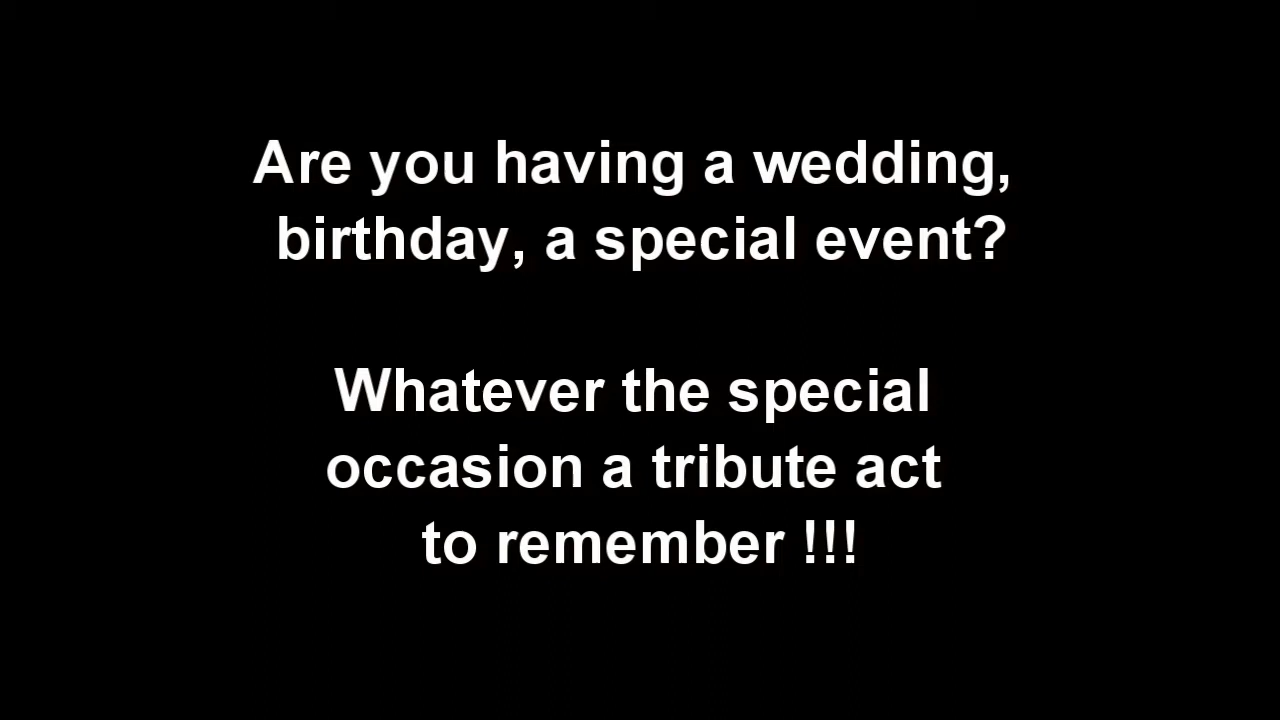 Are you having a wedding,
birthday, a special event?
Whatever the special
occasion a tribute act
to remember !!!